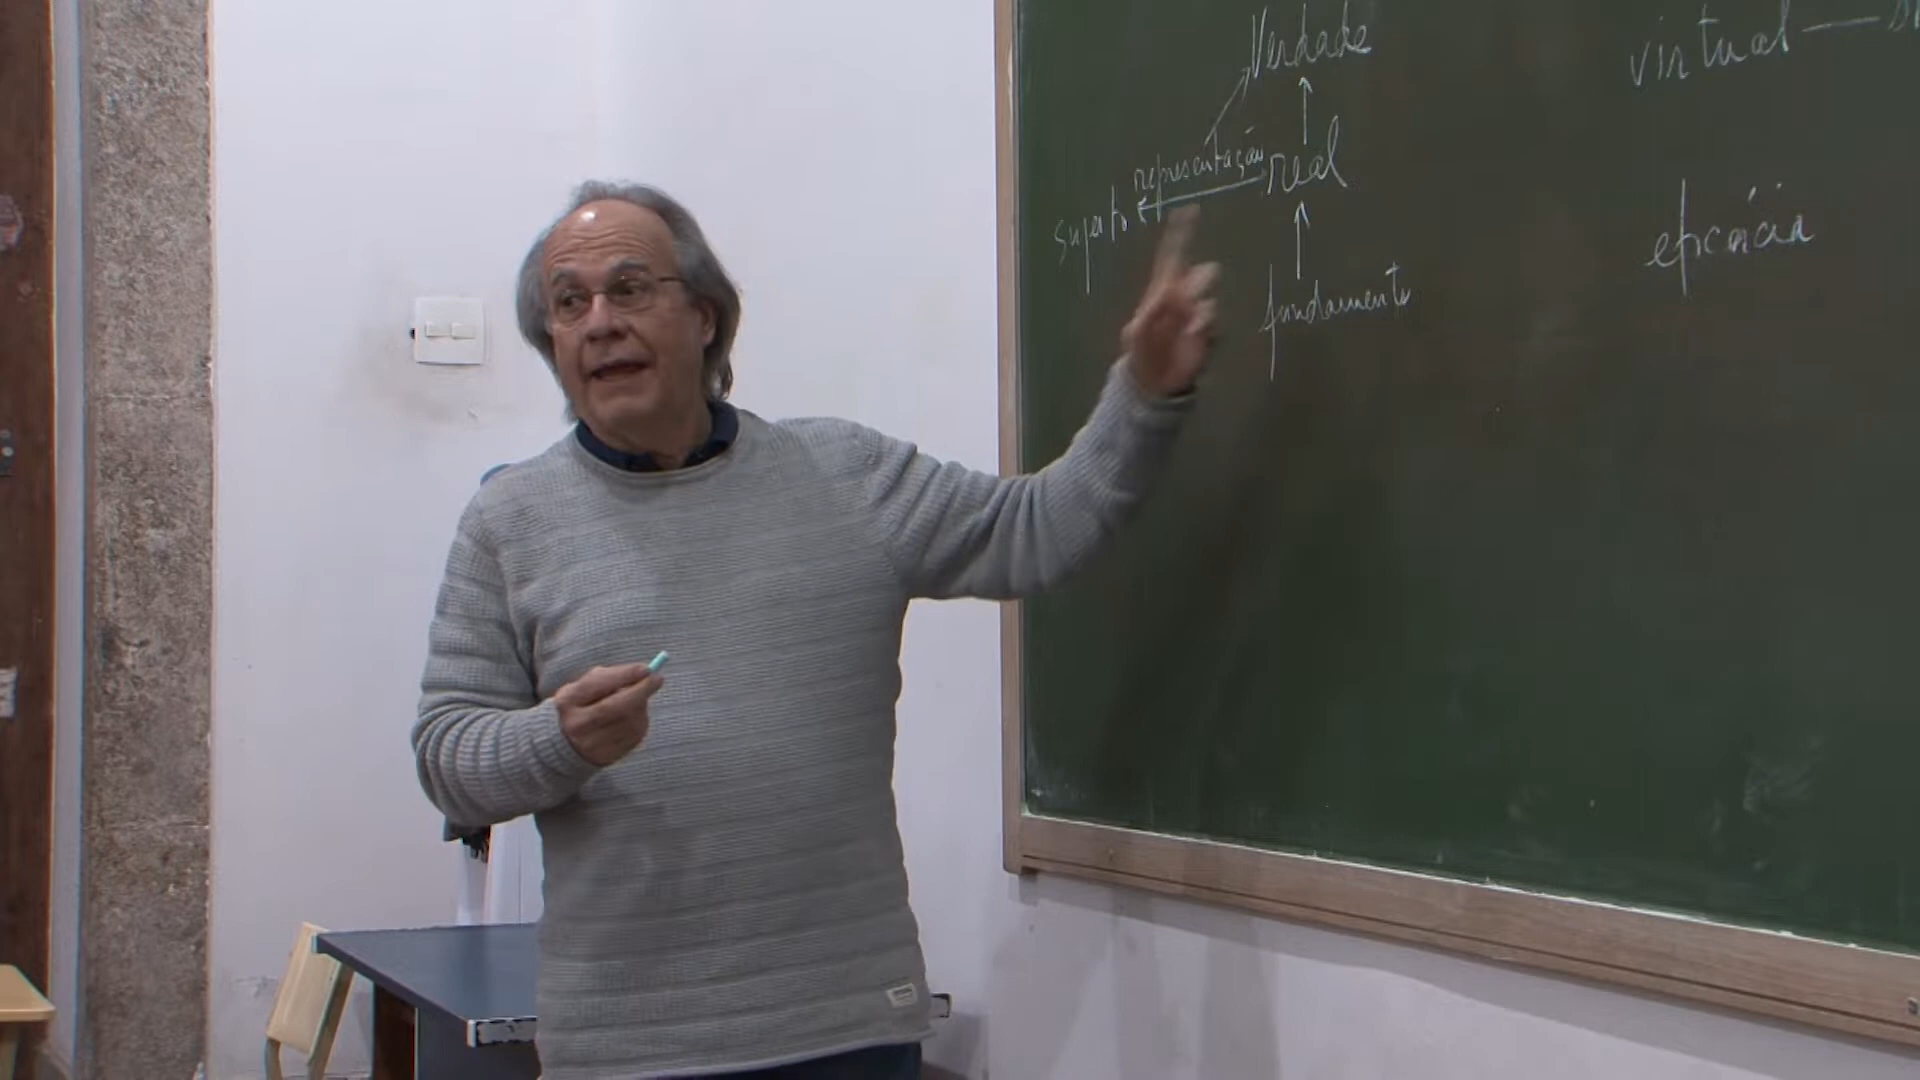 Verdade
virtual —
representação real
sujeito
eficácia
fundamento